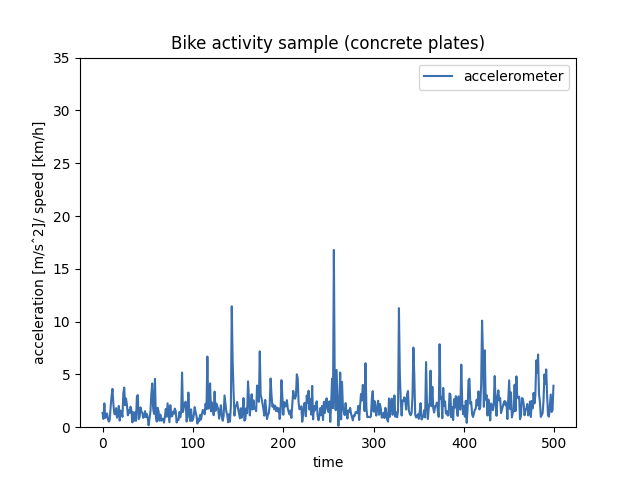 Bike activity sample (concrete plates)
accelerometer
acceleration [m/sˆ2]/ speed [km/h]
35
30
25
20
15
10
5
0
0 100 200 300 400 500
time